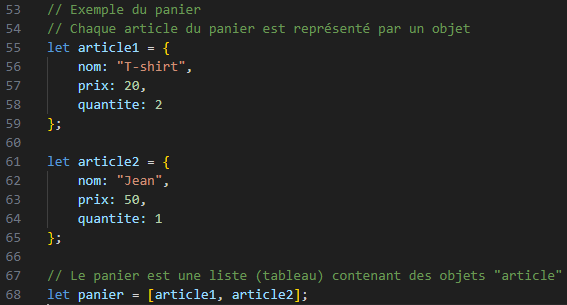 53 // Exemple du panier
54 // Chaque article du panier est représenté par un objet
55 let article1 = {
56 nom: "T-shirt",
57 prix: 20,
58 quantite: 2
59 };
60
61 let article2 = {
62 nom: "Jean",
63 prix: 50,
64 quantite: 1
65 };
66
67 // Le panier est une liste (tableau) contenant des objets "article"
68 let panier = [article1, article2];